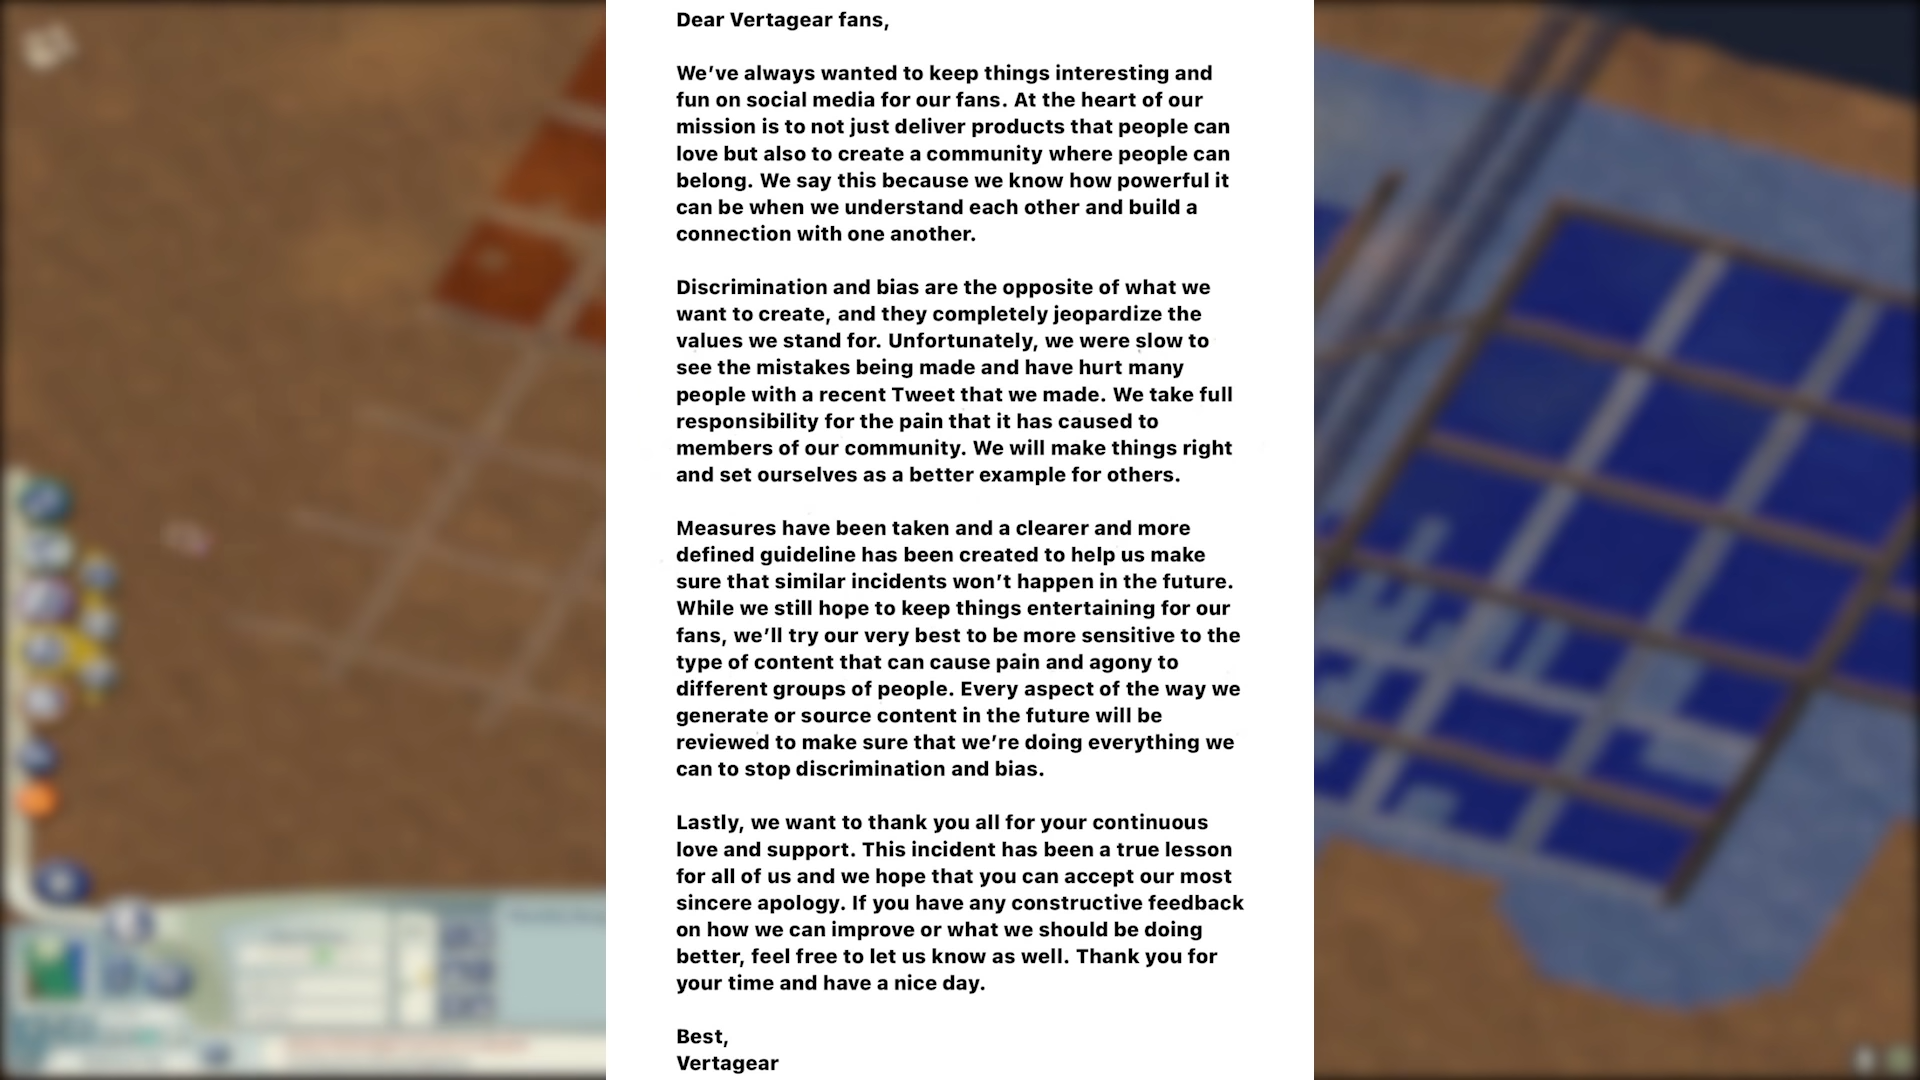 Dear Vertagear fans,
We’ve always wanted to keep things interesting and
fun on social media for our fans. At the heart of our
mission is to not just deliver products that people can
love but also to create a community where people can
belong. We say this because we know how powerful it
can be when we understand each other and build a
connection with one another.
Discrimination and bias are the opposite of what we
want to create, and they completely jeopardize the
values we stand for. Unfortunately, we were slow to
see the mistakes being made and have hurt many
people with a recent Tweet that we made. We take full
responsibility for the pain that it has caused to
members of our community. We will make things right
and set ourselves as a better example for others.
Measures have been taken and a clearer and more
defined guideline has been created to help us make
sure that similar incidents won’t happen in the future.
While we still hope to keep things entertaining for our
fans, we’ll try our very best to be more sensitive to the
type of content that can cause pain and agony to
different groups of people. Every aspect of the way we
generate or source content in the future will be
reviewed to make sure that we’re doing everything we
can to stop discrimination and bias.
Lastly, we want to thank you all for your continuous
love and support. This incident has been a true lesson
for all of us and we hope that you can accept our most
sincere apology. If you have any constructive feedback
on how we can improve or what we should be doing
better, feel free to let us know as well. Thank you for
your time and have a nice day.
Best,
Vertagear